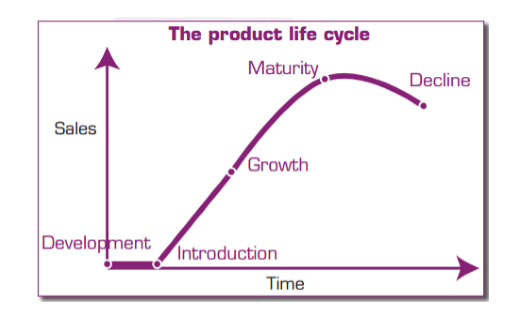 The product life cycle
Maturity
Decline
Sales
Growth
Development
Introduction
Time